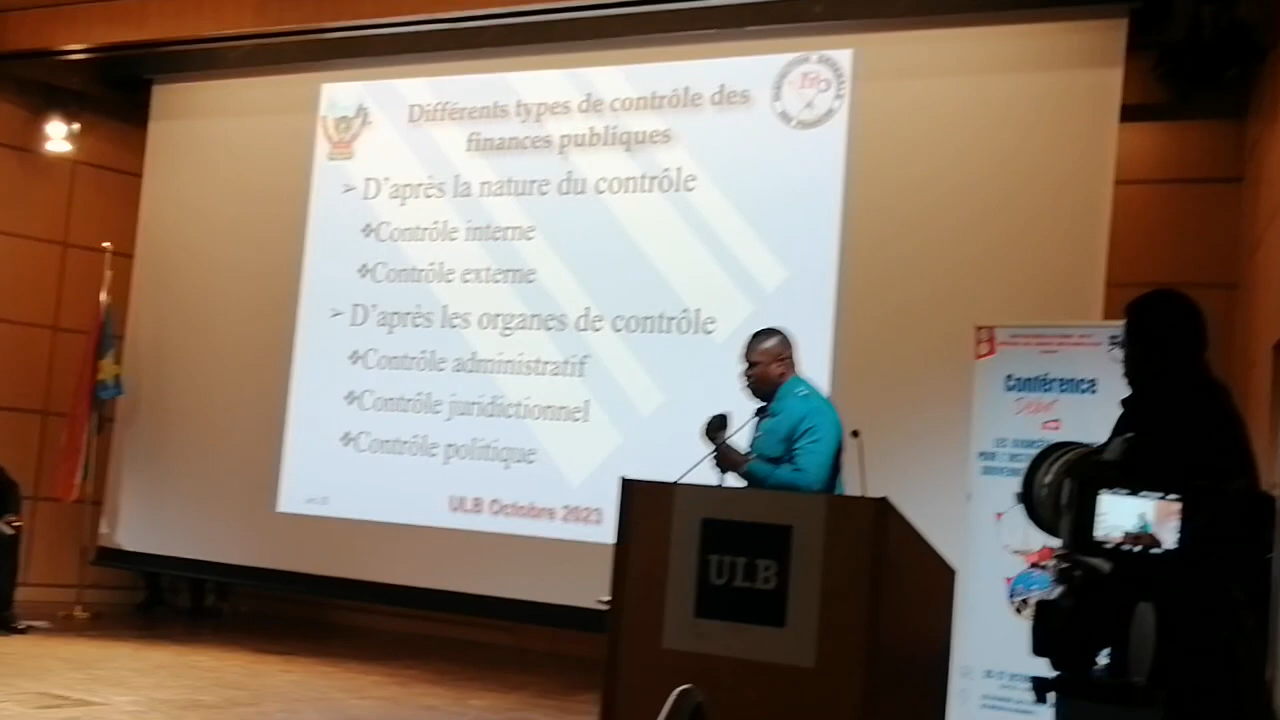 Différents types de contrôle des
finances publiques
➢ D'après la nature du contrôle
❖Contrôle interne
❖Contrôle externe
➢ D'après les organes de contrôle
❖Contrôle administratif
❖Contrôle juridictionnel
❖Contrôle politique
ULB Octobre 2023
ULB
Conférence